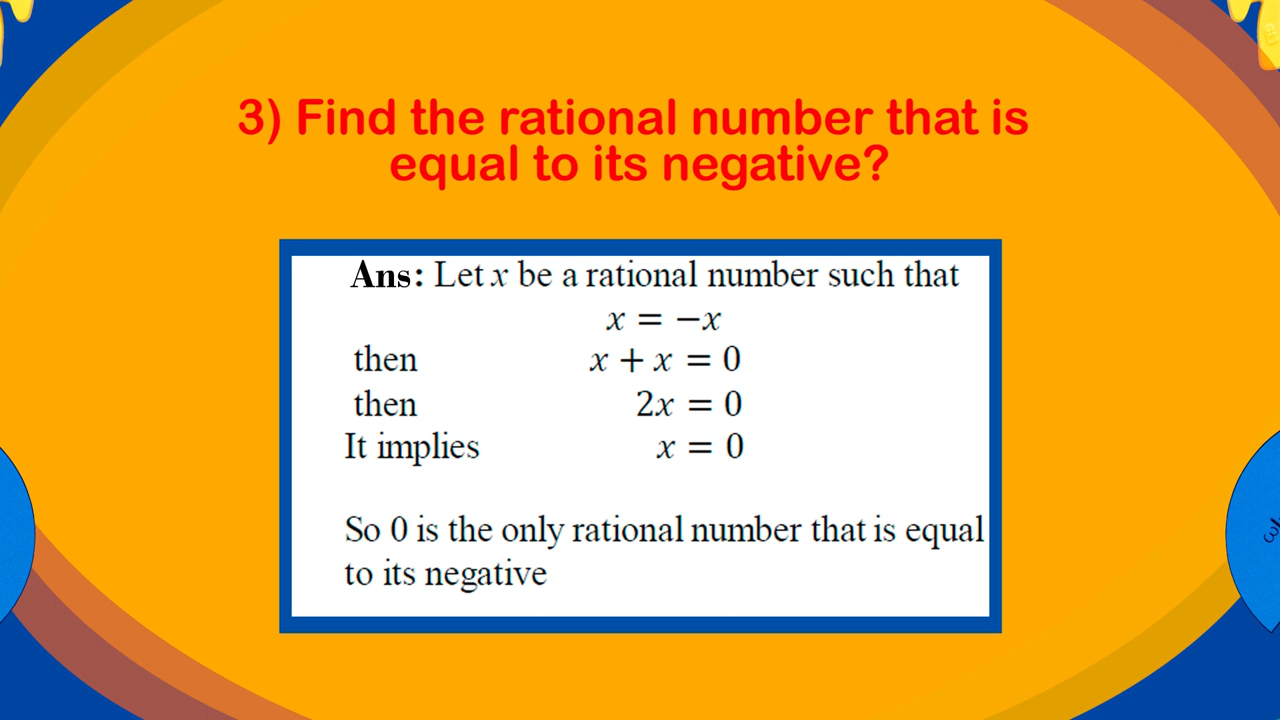 3) Find the rational number that is
equal to its negative?
Ans: Let x be a rational number such that
x = −x
then x + x = 0
then 2x = 0
It implies x = 0
So 0 is the only rational number that is equal
to its negative